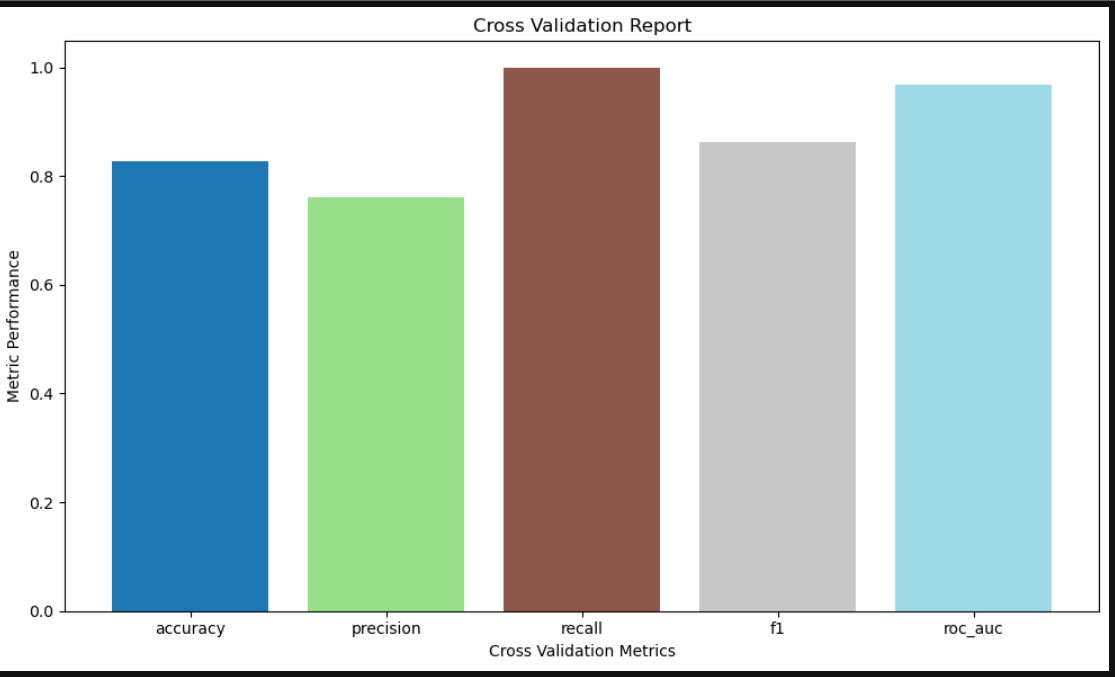 Cross Validation Report
1.0
0.8
0.6
0.4
0.2
0.0
Metric Performance
accuracy precision recall f1 roc_auc
Cross Validation Metrics